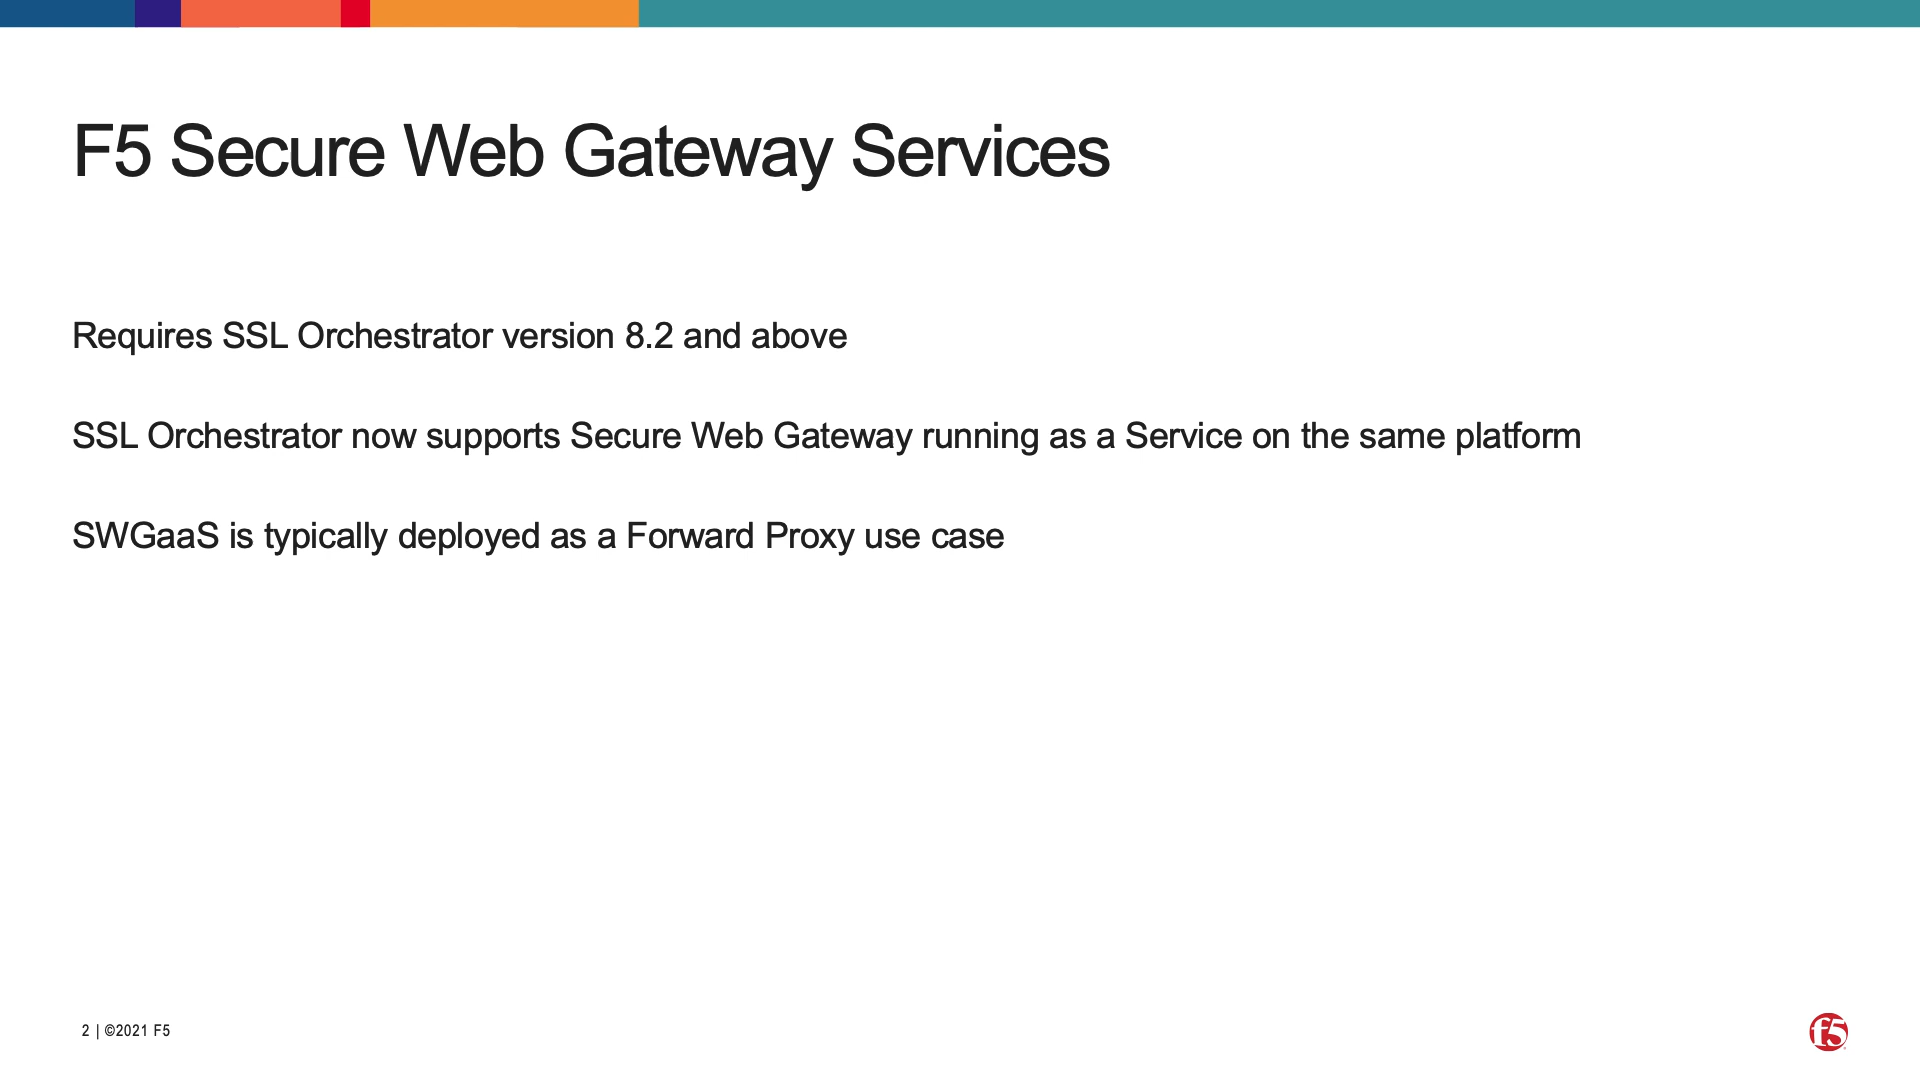 F5 Secure Web Gateway Services
Requires SSL Orchestrator version 8.2 and above
SSL Orchestrator now supports Secure Web Gateway running as a Service on the same platform
SWGaaS is typically deployed as a Forward Proxy use case
2 | ©2021 F5
f5